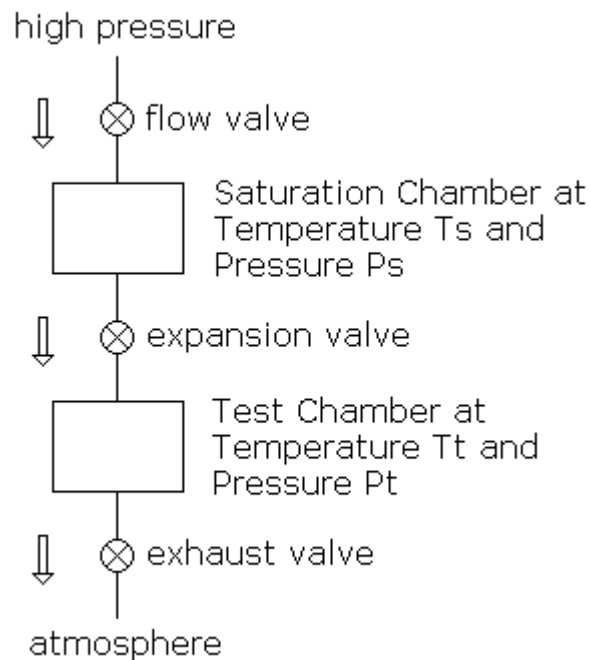 high pressure
flow valve
Saturation Chamber at
Temperature Ts and
Pressure Ps
expansion valve
Test Chamber at
Temperature Tt and
Pressure Pt
exhaust valve
atmosphere